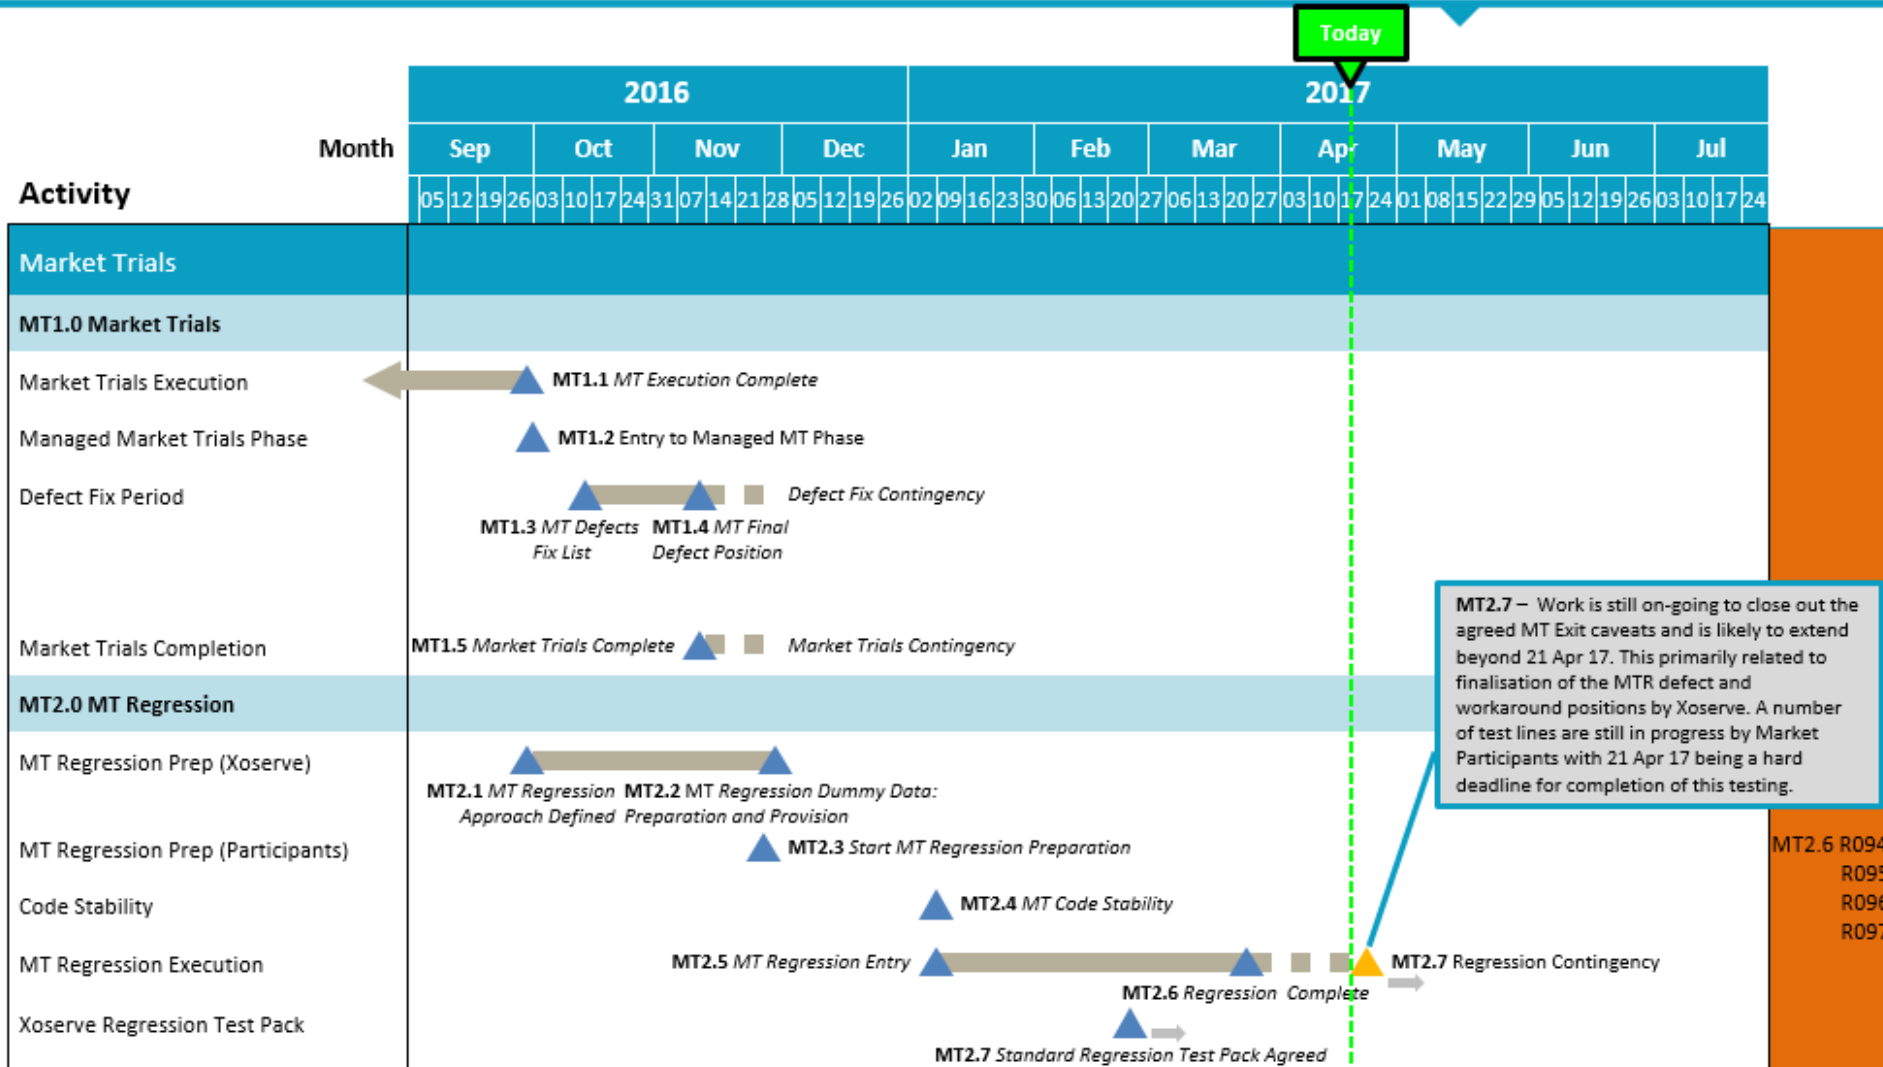 Today
2016 2017
Month Sep Oct Nov Dec Jan Feb Mar Apr May Jun Jul
Activity
05 12 19 26 03 10 17 24 31 07 14 21 28 05 12 19 26 02 09 16 23 30 06 13 20 27 06 13 20 27 03 10 17 24 01 08 15 22 29 05 12 19 26 03 10 17 24
Market Trials
MT1.0 Market Trials
Market Trials Execution
MT1.1 MT Execution Complete
Managed Market Trials Phase
MT1.2 Entry to Managed MT Phase
Defect Fix Period
Defect Fix Contingency
MT1.3 MT Defects
Fix List
MT1.4 MT Final
Defect Position
Market Trials Completion
MT1.5 Market Trials Complete
Market Trials Contingency
MT2.7 – Work is still on-going to close out the
agreed MT Exit caveats and is likely to extend
beyond 21 Apr 17. This primarily related to
finalisation of the MTR defect and
workaround positions by Xoserve. A number
of test lines are still in progress by Market
Participants with 21 Apr 17 being a hard
deadline for completion of this testing.
MT2.0 MT Regression
MT Regression Prep (Xoserve)
MT2.1 MT Regression
Approach Defined
MT2.2 MT Regression Dummy Data:
Preparation and Provision
MT Regression Prep (Participants)
MT2.3 Start MT Regression Preparation
MT2.6 R094
R095
R096
R097
Code Stability
MT2.4 MT Code Stability
MT Regression Execution
MT2.5 MT Regression Entry
MT2.7 Regression Contingency
MT2.6 Regression Complete
Xoserve Regression Test Pack
MT2.7 Standard Regression Test Pack Agreed